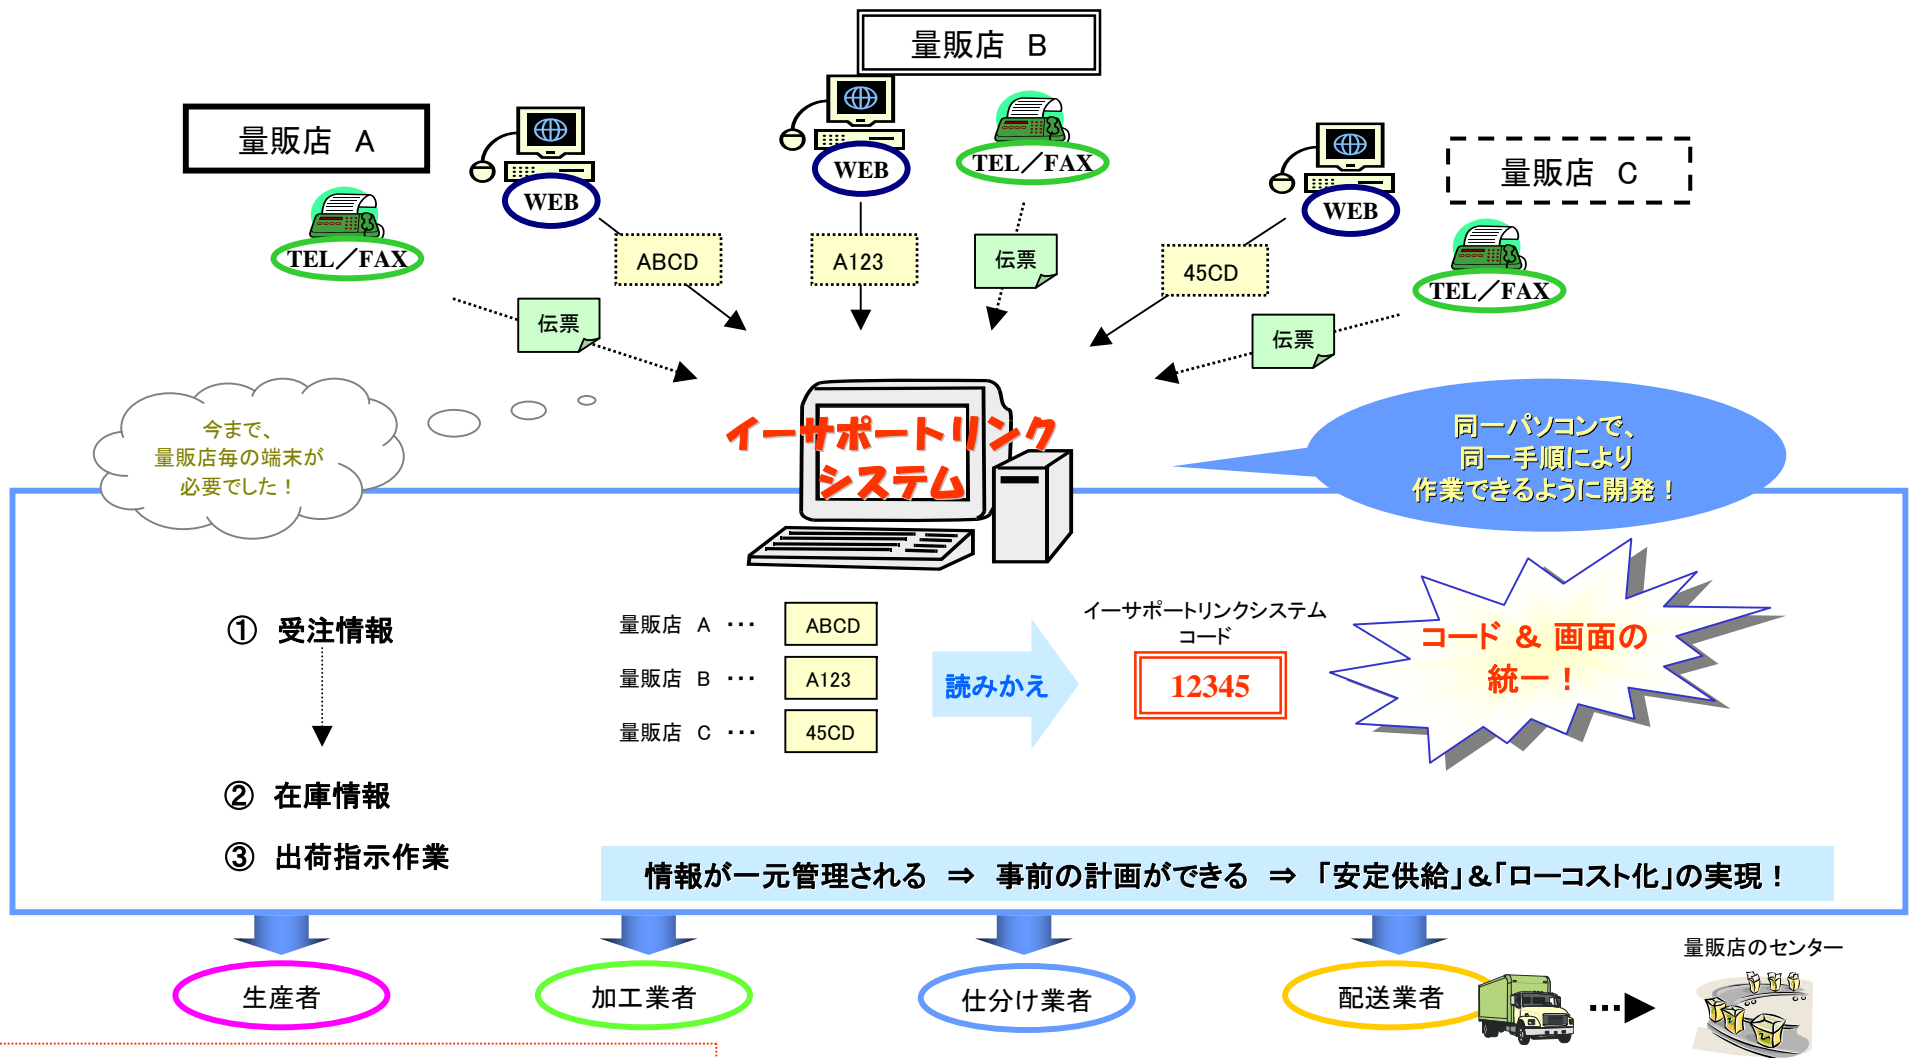 量販店 B
量販店 A
量販店 C
WEB
WEB
TEL/FAX
WEB
TEL/FAX
TEL/FAX
ABCD
A123
伝票
45CD
伝票
伝票
今まで、
量販店毎の端末が
必要でした!
イーサポートリンク
システム
同一パソコンで、
同一手順により
作業できるように開発!
① 受注情報
② 在庫情報
③ 出荷指示作業
量販店 A ・・・ ABCD
量販店 B ・・・ A123
量販店 C ・・・ 45CD
読みかえ
イーサポートリンクシステム
コード
12345
コード & 画面の
統一!
情報が一元管理される ⇒ 事前の計画ができる ⇒ 「安定供給」&「ローコスト化」の実現!
生産者
加工業者
仕分け業者
配送業者
量販店のセンター